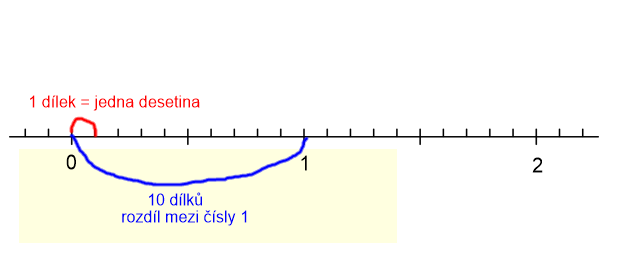 1 dílek = jedna desetina
0 1 2
10 dílků
rozdíl mezi čísly 1